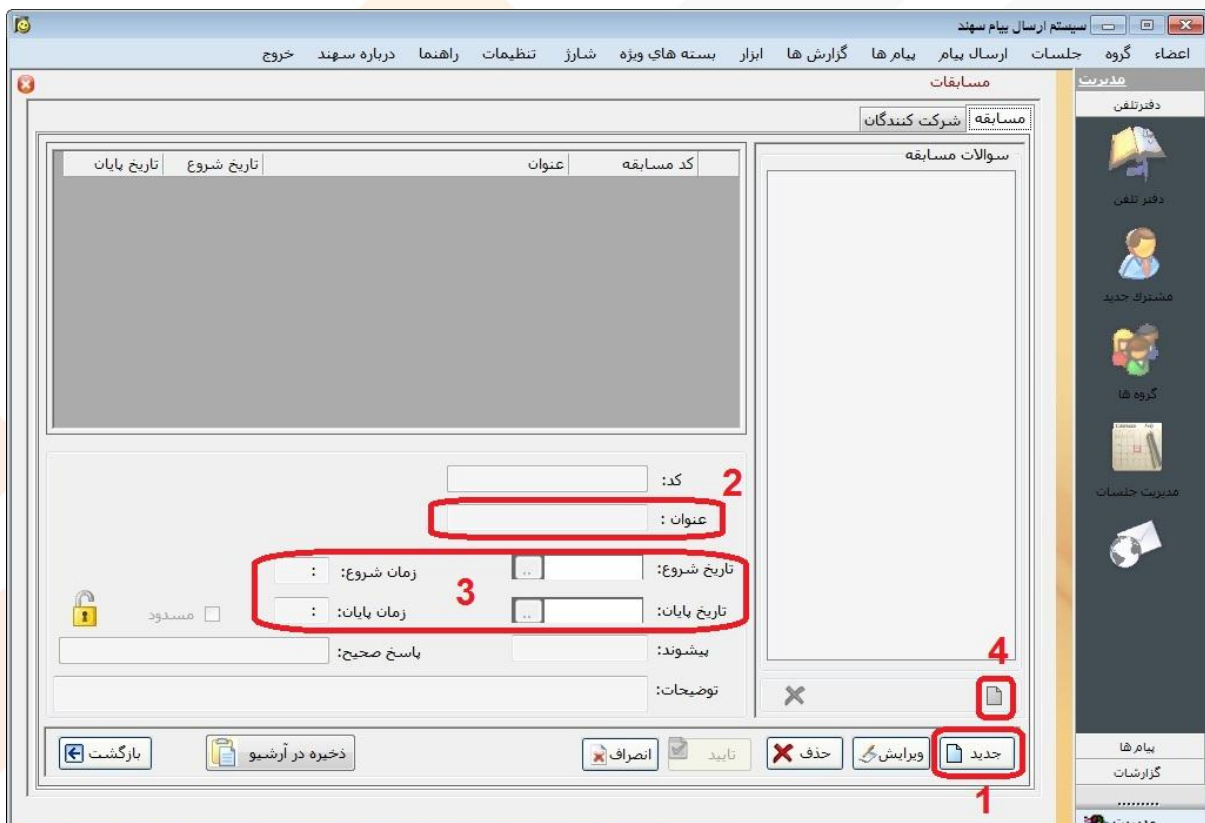 سیستم ارسال پیام سهند
اعضاء گروه جلسات ارسال پیام پیام ها گزارش ها ابزار بسته هاي ویژه شارژ تنظیمات راهنما درباره سهند خروج
مدیریت
دفترتلفن
دفتر تلفن
مشترك جدید
گروه ها
مدیریت جلسات
پیام ها
گزارشات
.........
مدیریت
مسابقات
مسابقه شرکت کنندگان
سوالات مسابقه
کد مسابقه عنوان تاریخ شروع تاریخ پایان
کد:
2
عنوان :
تاریخ شروع: .. زمان شروع: :
3
تاریخ پایان: .. زمان پایان: : مسدود
پیشوند: پاسخ صحیح:
4
توضیحات:
جدید ویرایش حذف تایید انصراف ذخیره در آرشیو بازگشت
1